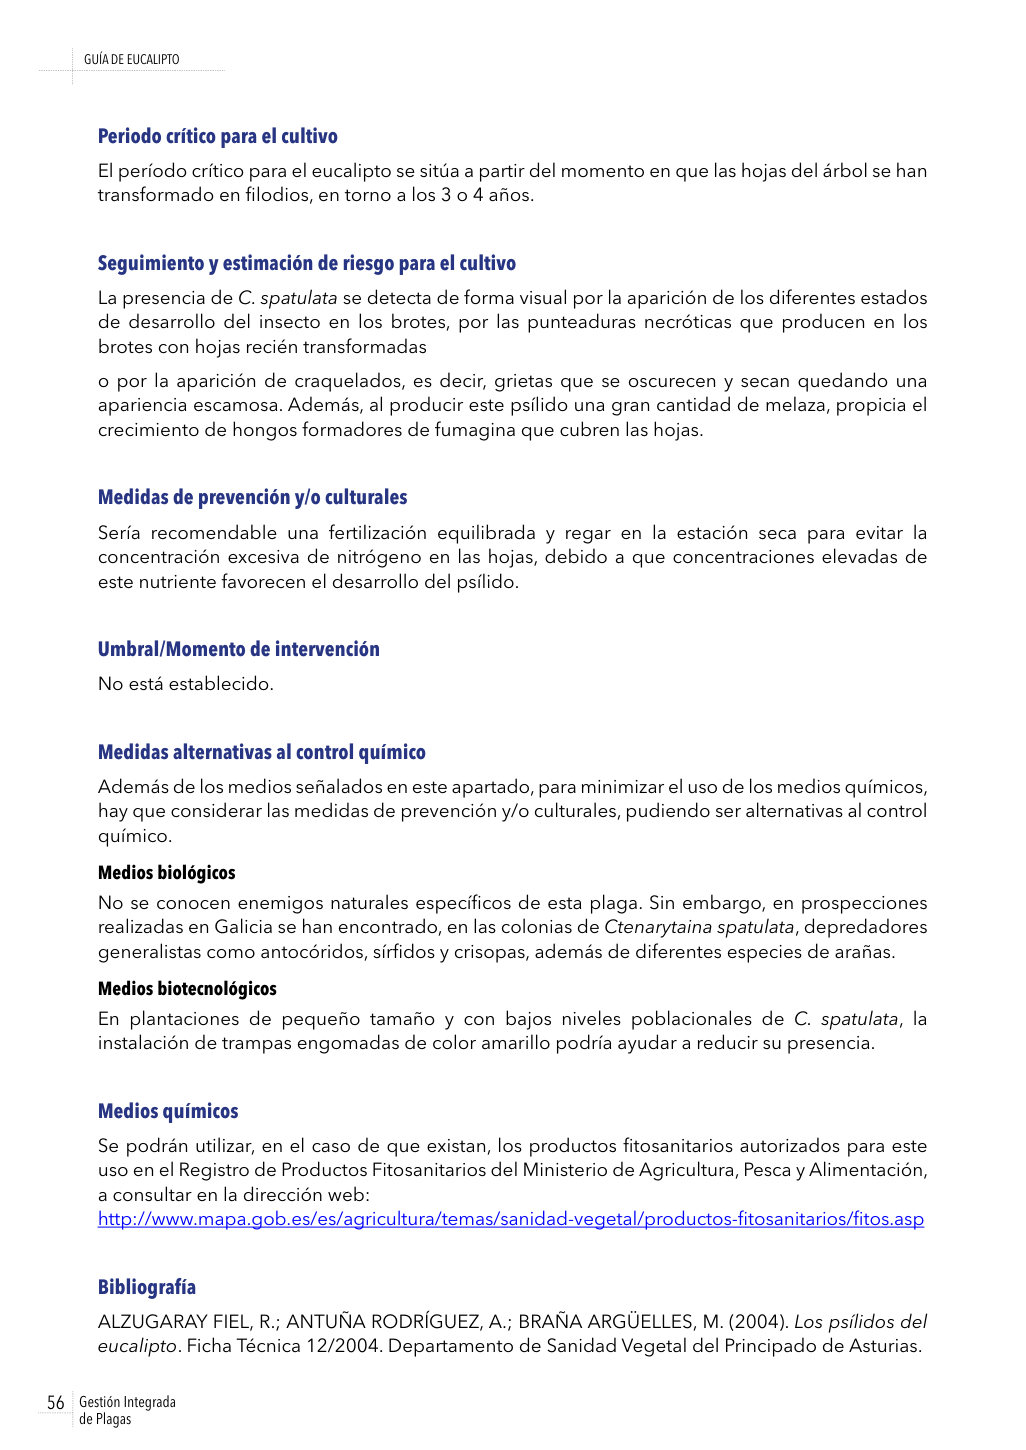 GUÍA DE EUCALIPTO
Periodo crítico para el cultivo
El período crítico para el eucalipto se sitúa a partir del momento en que las hojas del árbol se han
transformado en filodios, en torno a los 3 o 4 años.
Seguimiento y estimación de riesgo para el cultivo
La presencia de C. spatulata se detecta de forma visual por la aparición de los diferentes estados
de desarrollo del insecto en los brotes, por las punteaduras necróticas que producen en los
brotes con hojas recién transformadas
o por la aparición de craquelados, es decir, grietas que se oscurecen y secan quedando una
apariencia escamosa. Además, al producir este psílido una gran cantidad de melaza, propicia el
crecimiento de hongos formadores de fumagina que cubren las hojas.
Medidas de prevención y/o culturales
Sería recomendable una fertilización equilibrada y regar en la estación seca para evitar la
concentración excesiva de nitrógeno en las hojas, debido a que concentraciones elevadas de
este nutriente favorecen el desarrollo del psílido.
Umbral/Momento de intervención
No está establecido.
Medidas alternativas al control químico
Además de los medios señalados en este apartado, para minimizar el uso de los medios químicos,
hay que considerar las medidas de prevención y/o culturales, pudiendo ser alternativas al control
químico.
Medios biológicos
No se conocen enemigos naturales específicos de esta plaga. Sin embargo, en prospecciones
realizadas en Galicia se han encontrado, en las colonias de Ctenarytaina spatulata, depredadores
generalistas como antocóridos, sírfidos y crisopas, además de diferentes especies de arañas.
Medios biotecnológicos
En plantaciones de pequeño tamaño y con bajos niveles poblacionales de C. spatulata, la
instalación de trampas engomadas de color amarillo podría ayudar a reducir su presencia.
Medios químicos
Se podrán utilizar, en el caso de que existan, los productos fitosanitarios autorizados para este
uso en el Registro de Productos Fitosanitarios del Ministerio de Agricultura, Pesca y Alimentación,
a consultar en la dirección web:
http://www.mapa.gob.es/es/agricultura/temas/sanidad-vegetal/productos-fitosanitarios/fitos.asp
Bibliografía
ALZUGARAY FIEL, R.; ANTUÑA RODRÍGUEZ, A.; BRAÑA ARGÜELLES, M. (2004). Los psílidos del
eucalipto. Ficha Técnica 12/2004. Departamento de Sanidad Vegetal del Principado de Asturias.
56 Gestión Integrada
de Plagas